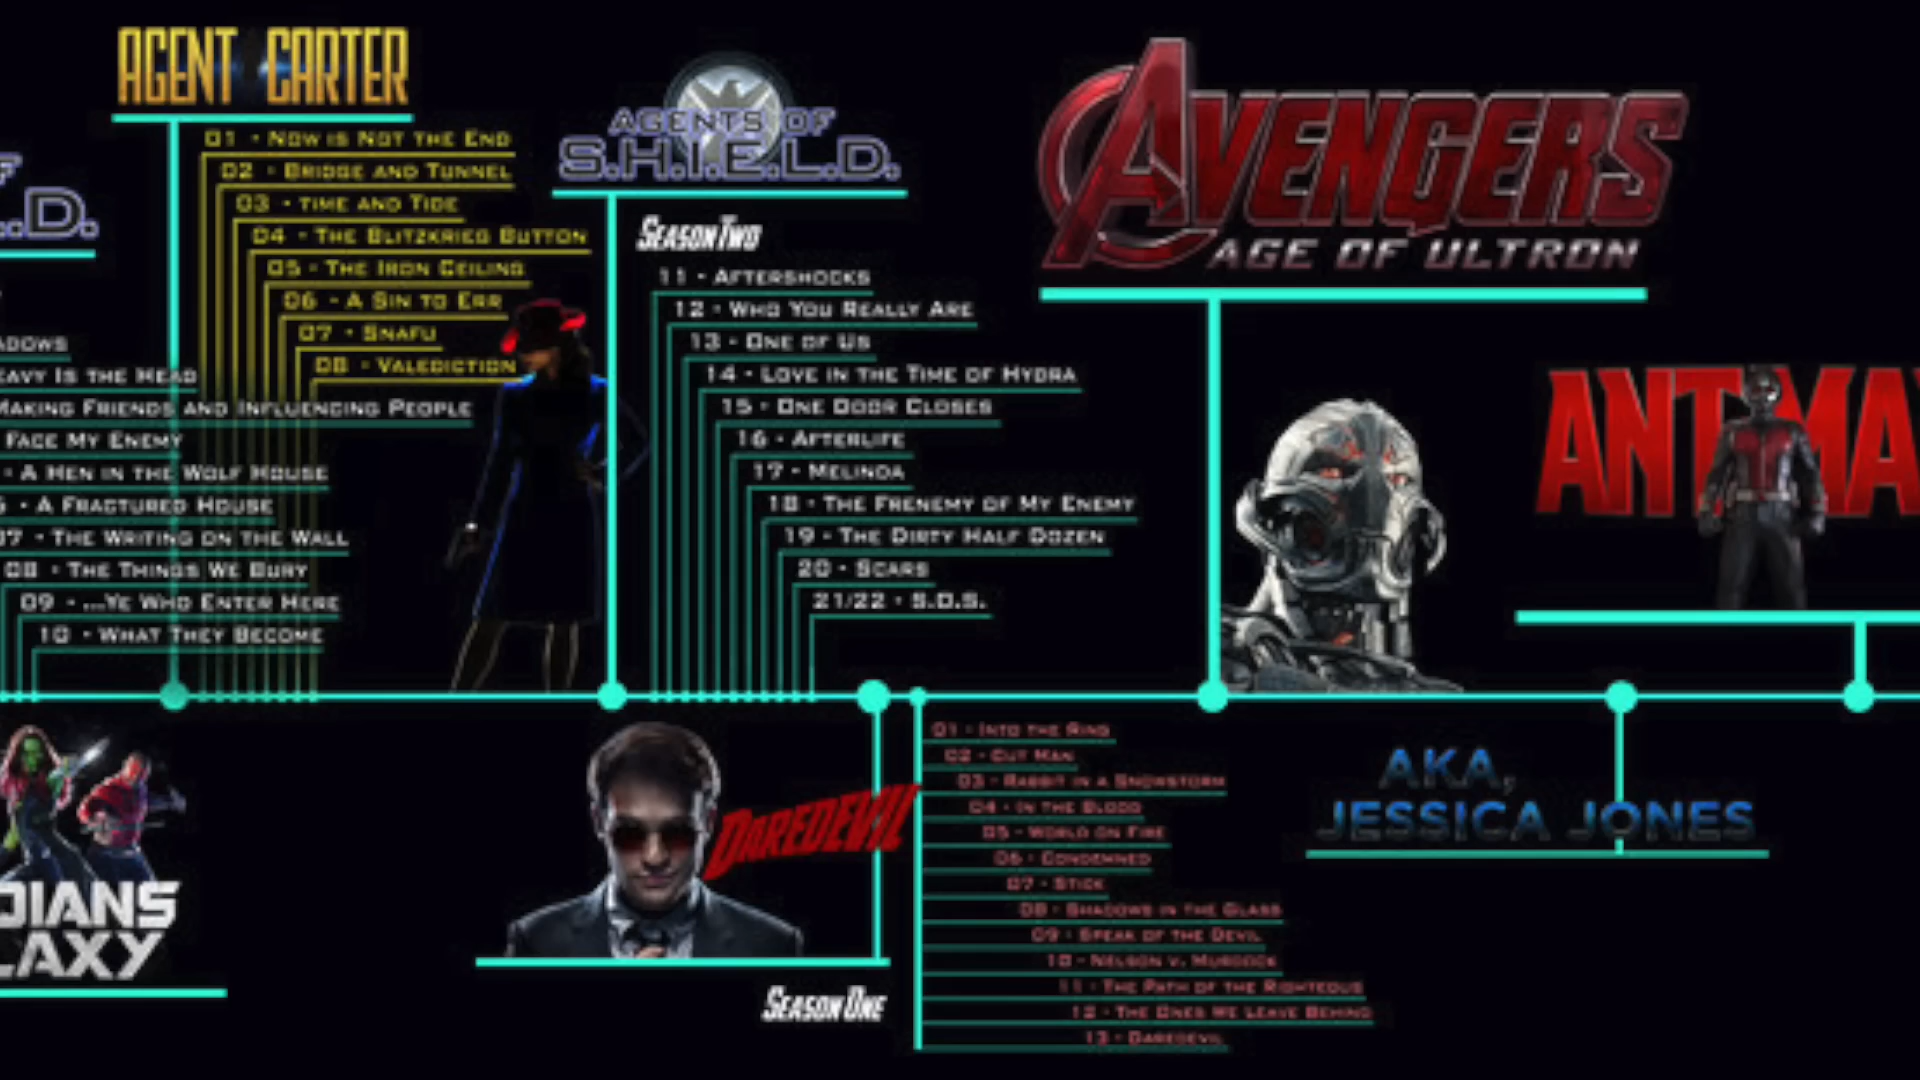 AGENT CARTER
01 - NOW IS NOT THE END
02 - BRIDGE AND TUNNEL
03 - TIME AND TIDE
04 - THE BLITZKRIEG BUTTON
05 - THE IRON CEILING
06 - A SIN TO ERR
07 - SNAFU
08 - VALEDICTION
.D.
ADOWS
EAVY IS THE HEAD
MAKING FRIENDS AND INFLUENCING PEOPLE
FACE MY ENEMY
- A HEN IN THE WOLF HOUSE
- A FRACTURED HOUSE
07 - THE WRITING ON THE WALL
08 - THE THINGS WE BURY
09 - ...YE WHO ENTER HERE
10 - WHAT THEY BECOME
AGENTS OF
S.H.I.E.L.D.
SEASON TWO
11 - AFTERSHOCKS
12 - WHO YOU REALLY ARE
13 - ONE OF US
14 - LOVE IN THE TIME OF HYDRA
15 - ONE DOOR CLOSES
16 - AFTERLIFE
17 - MELINDA
18 - THE FRENEMY OF MY ENEMY
19 - THE DIRTY HALF DOZEN
20 - SCARS
21/22 - S.O.S.
AVENGERS
AGE OF ULTRON
ANT MA
DIANS
LAXY
DAREDEVIL
SEASON ONE
01 - INTO THE RING
02 - CUT MAN
03 - RABBIT IN A SNOWSTORM
04 - IN THE BLOOD
05 - WORLD ON FIRE
06 - CONDEMNED
07 - STICK
08 - SHADOWS IN THE GLASS
09 - SPEAK OF THE DEVIL
10 - NELSON V. MURDOCK
11 - THE PATH OF THE RIGHTEOUS
12 - THE ONES WE LEAVE BEHIND
13 - DAREDEVIL
AKA,
JESSICA JONES